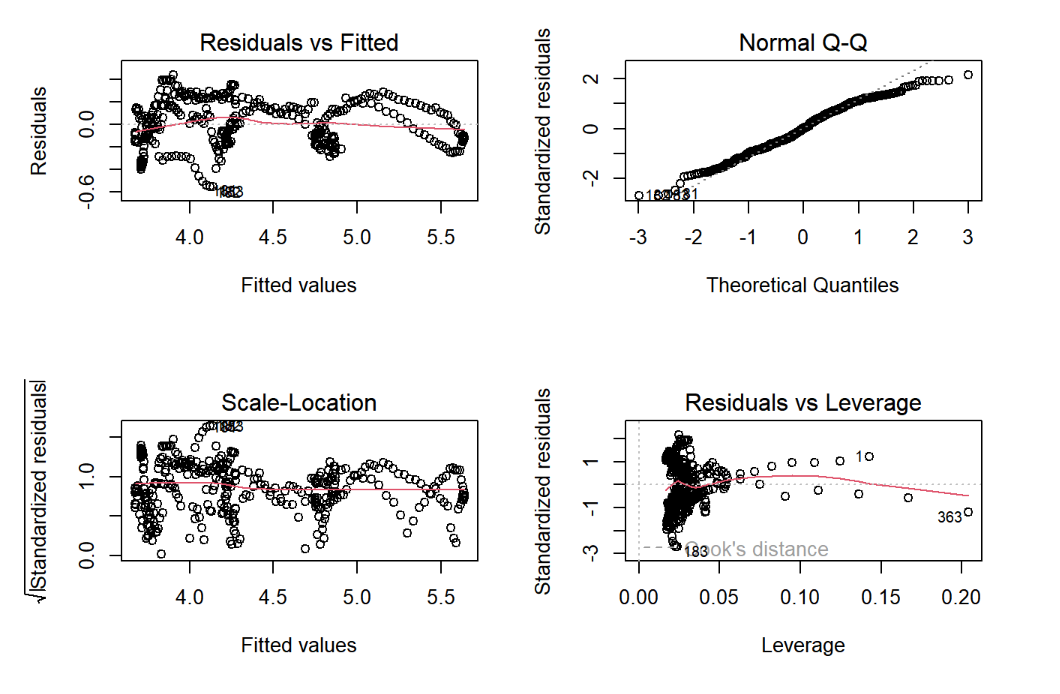 Residuals vs Fitted
Residuals
0.0
-0.6
4.0 4.5 5.0 5.5
Fitted values
Normal Q-Q
Standardized residuals
2
0
-2
-3 -2 -1 0 1 2 3
Theoretical Quantiles
Scale-Location
√|Standardized residuals|
1.0
0.0
4.0 4.5 5.0 5.5
Fitted values
Residuals vs Leverage
Standardized residuals
1
-1
-3
1
363
183
Cook's distance
0.00 0.05 0.10 0.15 0.20
Leverage